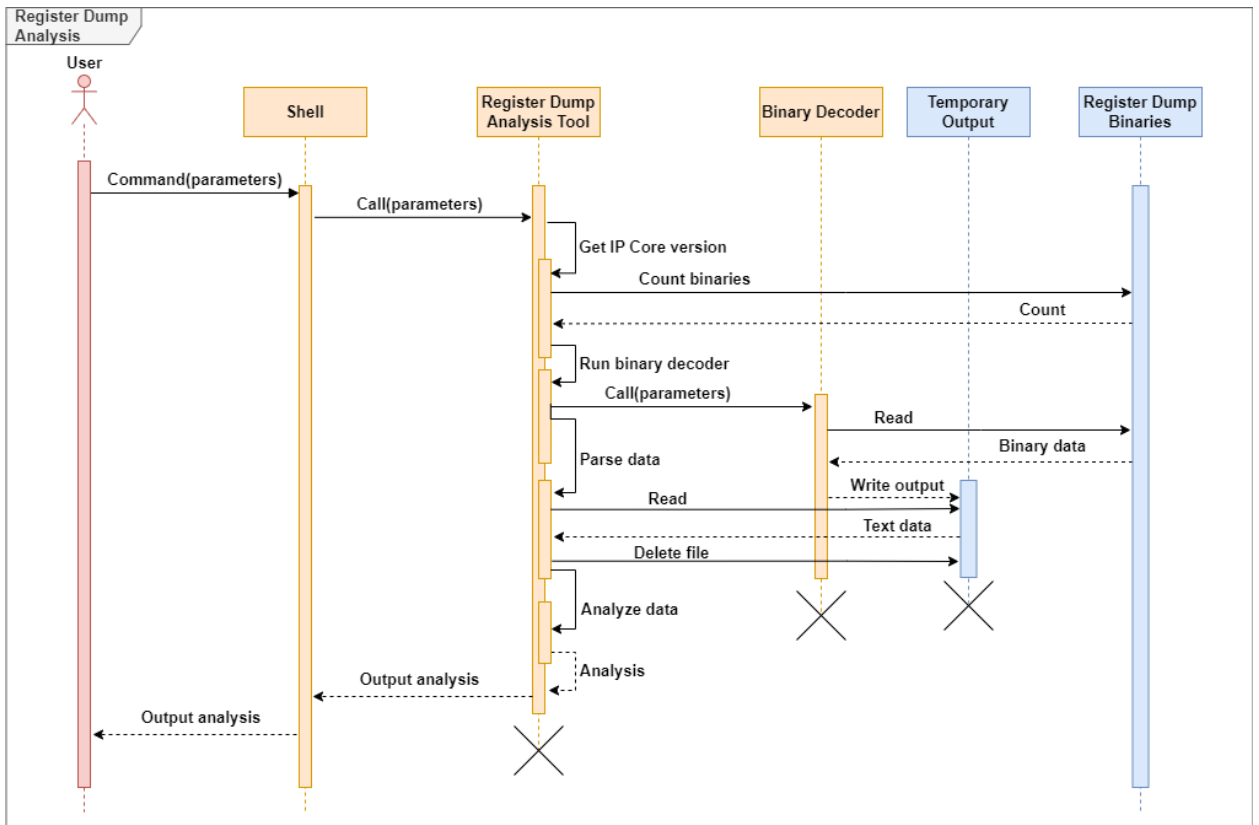 Register Dump
Analysis
User
Shell
Register Dump
Analysis Tool
Binary Decoder
Temporary
Output
Register Dump
Binaries
Command(parameters)
Call(parameters)
Get IP Core version
Count binaries
Count
Run binary decoder
Call(parameters)
Read
Binary data
Parse data
Write output
Read
Text data
Delete file
Analyze data
Analysis
Output analysis
Output analysis